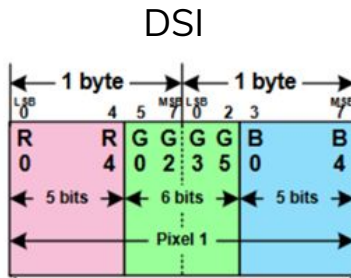 DSI
1 byte 1 byte
LSB MSB LSB MSB
0 4 5 7 0 2 3 7
R R G G G G B B
0 4 0 2 3 5 0 4
5 bits 6 bits 5 bits
Pixel 1